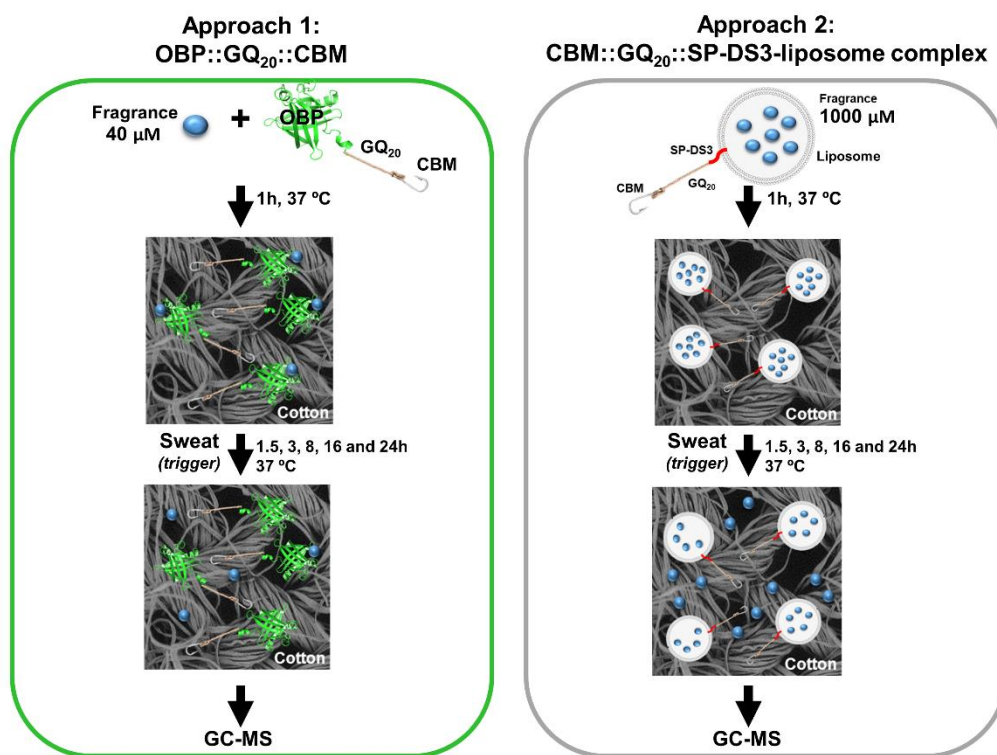 Approach 1:
OBP::GQ₂₀::CBM
Fragrance
40 µM
+
OBP
GQ₂₀
CBM
1h, 37 ºC
Cotton
Sweat
(trigger)
1.5, 3, 8, 16 and 24h
37 ºC
Cotton
GC-MS
Approach 2:
CBM::GQ₂₀::SP-DS3-liposome complex
Fragrance
1000 µM
Liposome
SP-DS3
GQ₂₀
CBM
1h, 37 ºC
Cotton
Sweat
(trigger)
1.5, 3, 8, 16 and 24h
37 ºC
Cotton
GC-MS